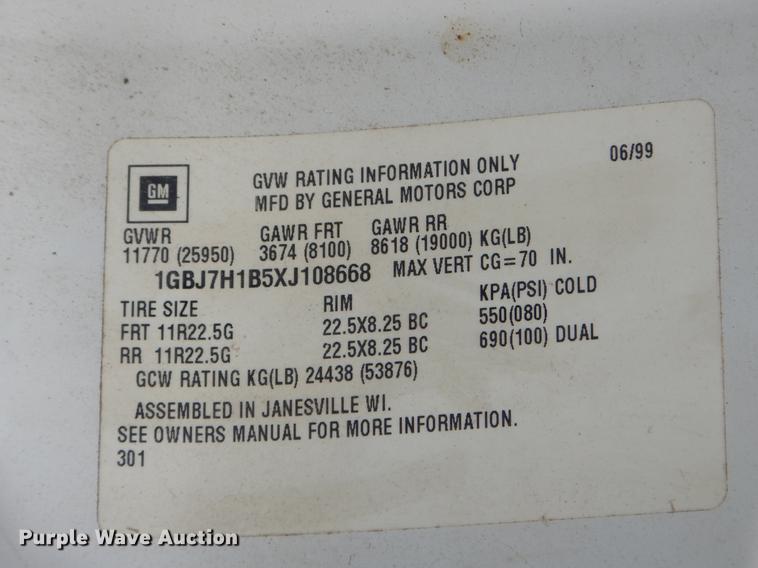 06/99
GM
GVW RATING INFORMATION ONLY
MFD BY GENERAL MOTORS CORP
GVWR GAWR FRT GAWR RR
11770 (25950) 3674 (8100) 8618 (19000) KG(LB)
1GBJ7H1B5XJ108668 MAX VERT CG=70 IN.
TIRE SIZE RIM KPA(PSI) COLD
FRT 11R22.5G 22.5X8.25 BC 550(080)
RR 11R22.5G 22.5X8.25 BC 690(100) DUAL
GCW RATING KG(LB) 24438 (53876)
ASSEMBLED IN JANESVILLE WI.
SEE OWNERS MANUAL FOR MORE INFORMATION.
301
Purple Wave Auction